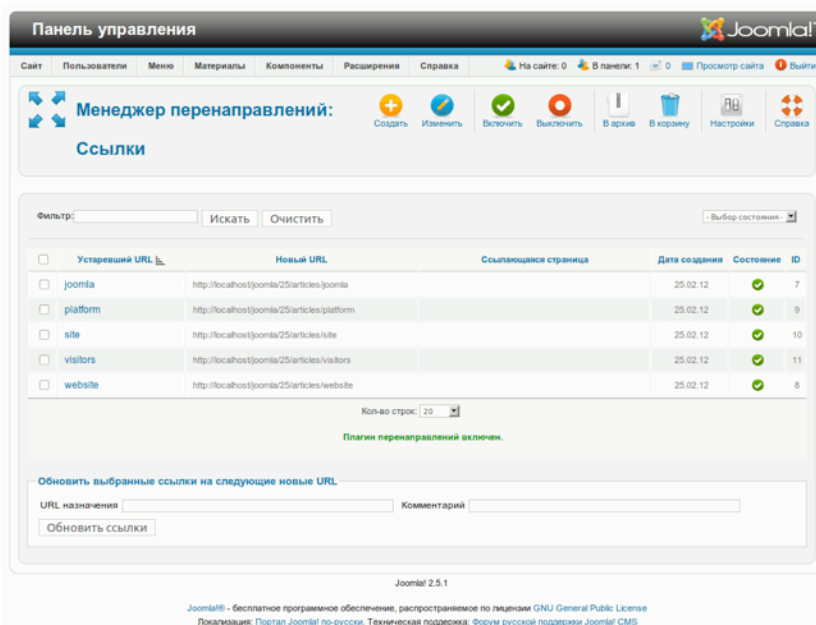 Панель управления
Joomla!
Сайт Пользователи Меню Материалы Компоненты Расширения Справка На сайте: 0 В панели: 1 0 Просмотр сайта Выйти
Менеджер перенаправлений:
Ссылки
Создать Изменить Включить Выключить В архив В корзину Настройки Справка
Фильтр: Искать Очистить - Выбор состояния -
Устаревший URL Новый URL Ссылающаяся страница Дата создания Состояние ID
joomla http://localhost/joomla/25/articles/joomla 25.02.12 7
platform http://localhost/joomla/25/articles/platform 25.02.12 9
site http://localhost/joomla/25/articles/site 25.02.12 10
visitors http://localhost/joomla/25/articles/visitors 25.02.12 11
website http://localhost/joomla/25/articles/website 25.02.12 8
Кол-во строк: 20
Плагин перенаправлений включен.
Обновить выбранные ссылки на следующие новые URL
URL назначения Комментарий
Обновить ссылки
Joomla! 2.5.1
Joomla!® - бесплатное программное обеспечение, распространяемое по лицензии GNU General Public License
Локализация: Портал Joomla! по-русски. Техническая поддержка: Форум русской поддержки Joomla! CMS